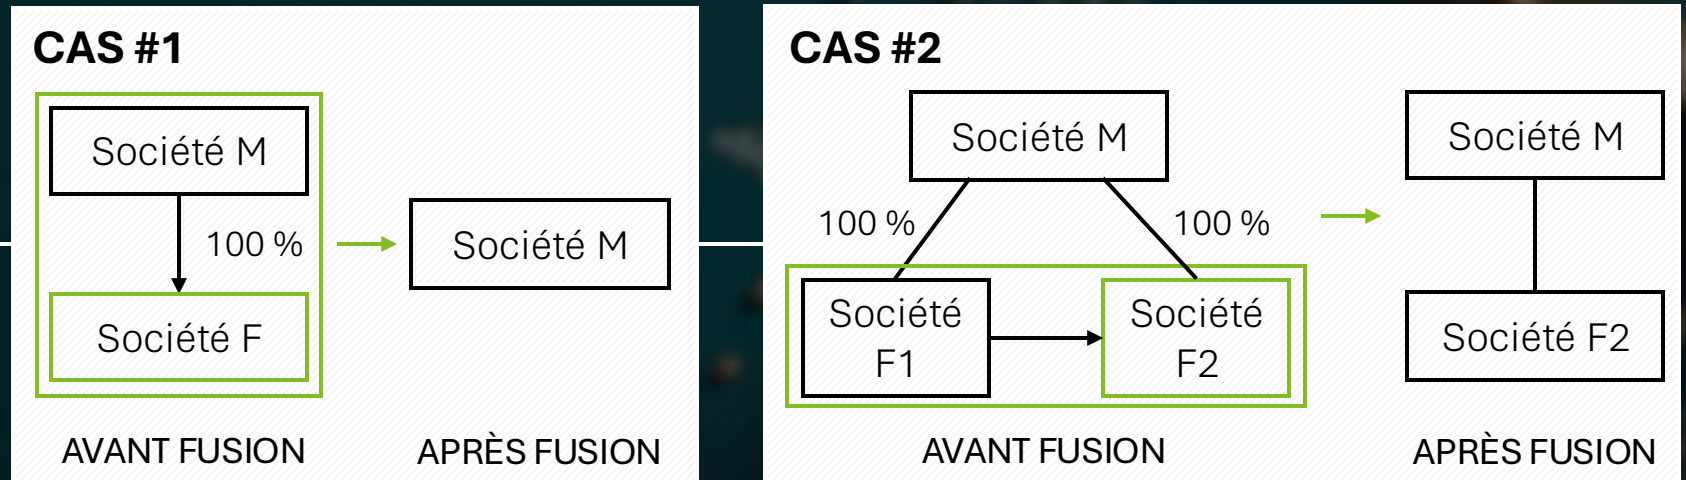 CAS #1
Société M
100 %
Société F
Société M
AVANT FUSION
APRÈS FUSION
CAS #2
Société M
100 %
100 %
Société
F1
Société
F2
Société M
Société F2
AVANT FUSION
APRÈS FUSION